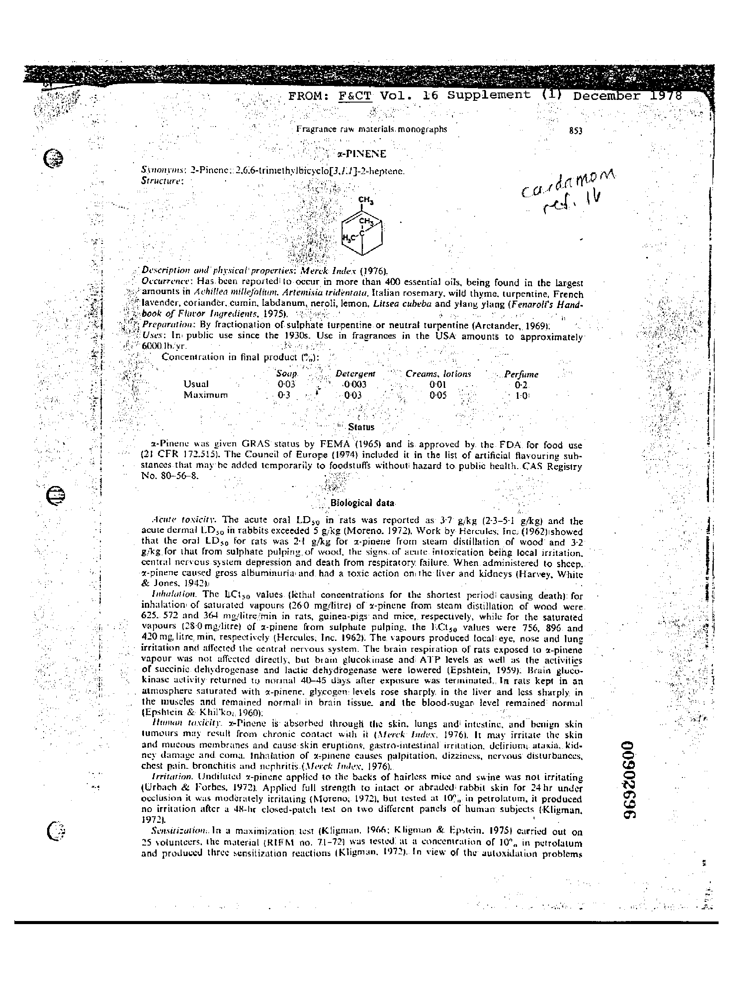 FROM: F&CT Vol. 16 Supplement (1) December 1978
Fragrance raw materials monographs 853
α-PINENE
Synonyms: 2-Pinene; 2,6,6-trimethylbicyclo[3,1,1]-2-heptene.
Structure:
cardamom
ref. 16
CH3
CH3
H3C-C
Description and physical properties: Merck Index (1976).
Occurrence: Has been reported to occur in more than 400 essential oils, being found in the largest
amounts in Achillea millefolium, Artemisia tridentata, Italian rosemary, wild thyme, turpentine, French
lavender, coriander, cumin, labdanum, neroli, lemon, Litsea cubeba and ylang ylang (Fenaroli's Hand-
book of Flavor Ingredients, 1975).
Preparation: By fractionation of sulphate turpentine or neutral turpentine (Arctander, 1969).
Uses: In public use since the 1930s. Use in fragrances in the USA amounts to approximately
6000 lb/yr.
Concentration in final product (%):
Soap Detergent Creams, lotions Perfume
Usual 0·03 0·003 0·01 0·2
Maximum 0·3 0·03 0·05 1·0
Status
α-Pinene was given GRAS status by FEMA (1965) and is approved by the FDA for food use
(21 CFR 172.515). The Council of Europe (1974) included it in the list of artificial flavouring sub-
stances that may be added temporarily to foodstuffs without hazard to public health. CAS Registry
No. 80-56-8.
Biological data
Acute toxicity. The acute oral LD50 in rats was reported as 3·7 g/kg (2·3–5·1 g/kg) and the
acute dermal LD50 in rabbits exceeded 5 g/kg (Moreno, 1972). Work by Hercules, Inc. (1962) showed
that the oral LD50 for rats was 2·1 g/kg for α-pinene from steam distillation of wood and 3·2
g/kg for that from sulphate pulping of wood, the signs of acute intoxication being local irritation,
central nervous system depression and death from respiratory failure. When administered to sheep,
α-pinene caused gross albuminuria and had a toxic action on the liver and kidneys (Harvey, White
& Jones, 1942).
Inhalation. The LCt50 values (lethal concentrations for the shortest period causing death) for
inhalation of saturated vapours (26·0 mg/litre) of α-pinene from steam distillation of wood were
625, 572 and 364 mg/litre/min in rats, guinea-pigs and mice, respectively, while for the saturated
vapours (28·0 mg/litre) of α-pinene from sulphate pulping, the LCt50 values were 756, 896 and
420 mg/litre/min, respectively (Hercules, Inc. 1962). The vapours produced local eye, nose and lung
irritation and affected the central nervous system. The brain respiration of rats exposed to α-pinene
vapour was not affected directly, but brain glucokinase and ATP levels as well as the activities
of succinic dehydrogenase and lactic dehydrogenase were lowered (Epshtein, 1959). Brain gluco-
kinase activity returned to normal 40–45 days after exposure was terminated. In rats kept in an
atmosphere saturated with α-pinene, glycogen levels rose sharply in the liver and less sharply in
the muscles and remained normal in brain tissue, and the blood-sugar level remained normal
(Epshtein & Khil'ko, 1960).
Human toxicity. α-Pinene is absorbed through the skin, lungs and intestine, and benign skin
tumours may result from chronic contact with it (Merck Index, 1976). It may irritate the skin
and mucous membranes and cause skin eruptions, gastro-intestinal irritation, delirium, ataxia, kid-
ney damage and coma. Inhalation of α-pinene causes palpitation, dizziness, nervous disturbances,
chest pain, bronchitis and nephritis (Merck Index, 1976).
Irritation. Undiluted α-pinene applied to the backs of hairless mice and swine was not irritating
(Urbach & Forbes, 1972). Applied full strength to intact or abraded rabbit skin for 24 hr under
occlusion it was moderately irritating (Moreno, 1972), but tested at 10% in petrolatum, it produced
no irritation after a 48-hr closed-patch test on two different panels of human subjects (Kligman,
1972).
Sensitization. In a maximization test (Kligman, 1966; Kligman & Epstein, 1975) carried out on
25 volunteers, the material (RIFM no. 71-72) was tested at a concentration of 10% in petrolatum
and produced three sensitization reactions (Kligman, 1972). In view of the autoxidation problems
00902696